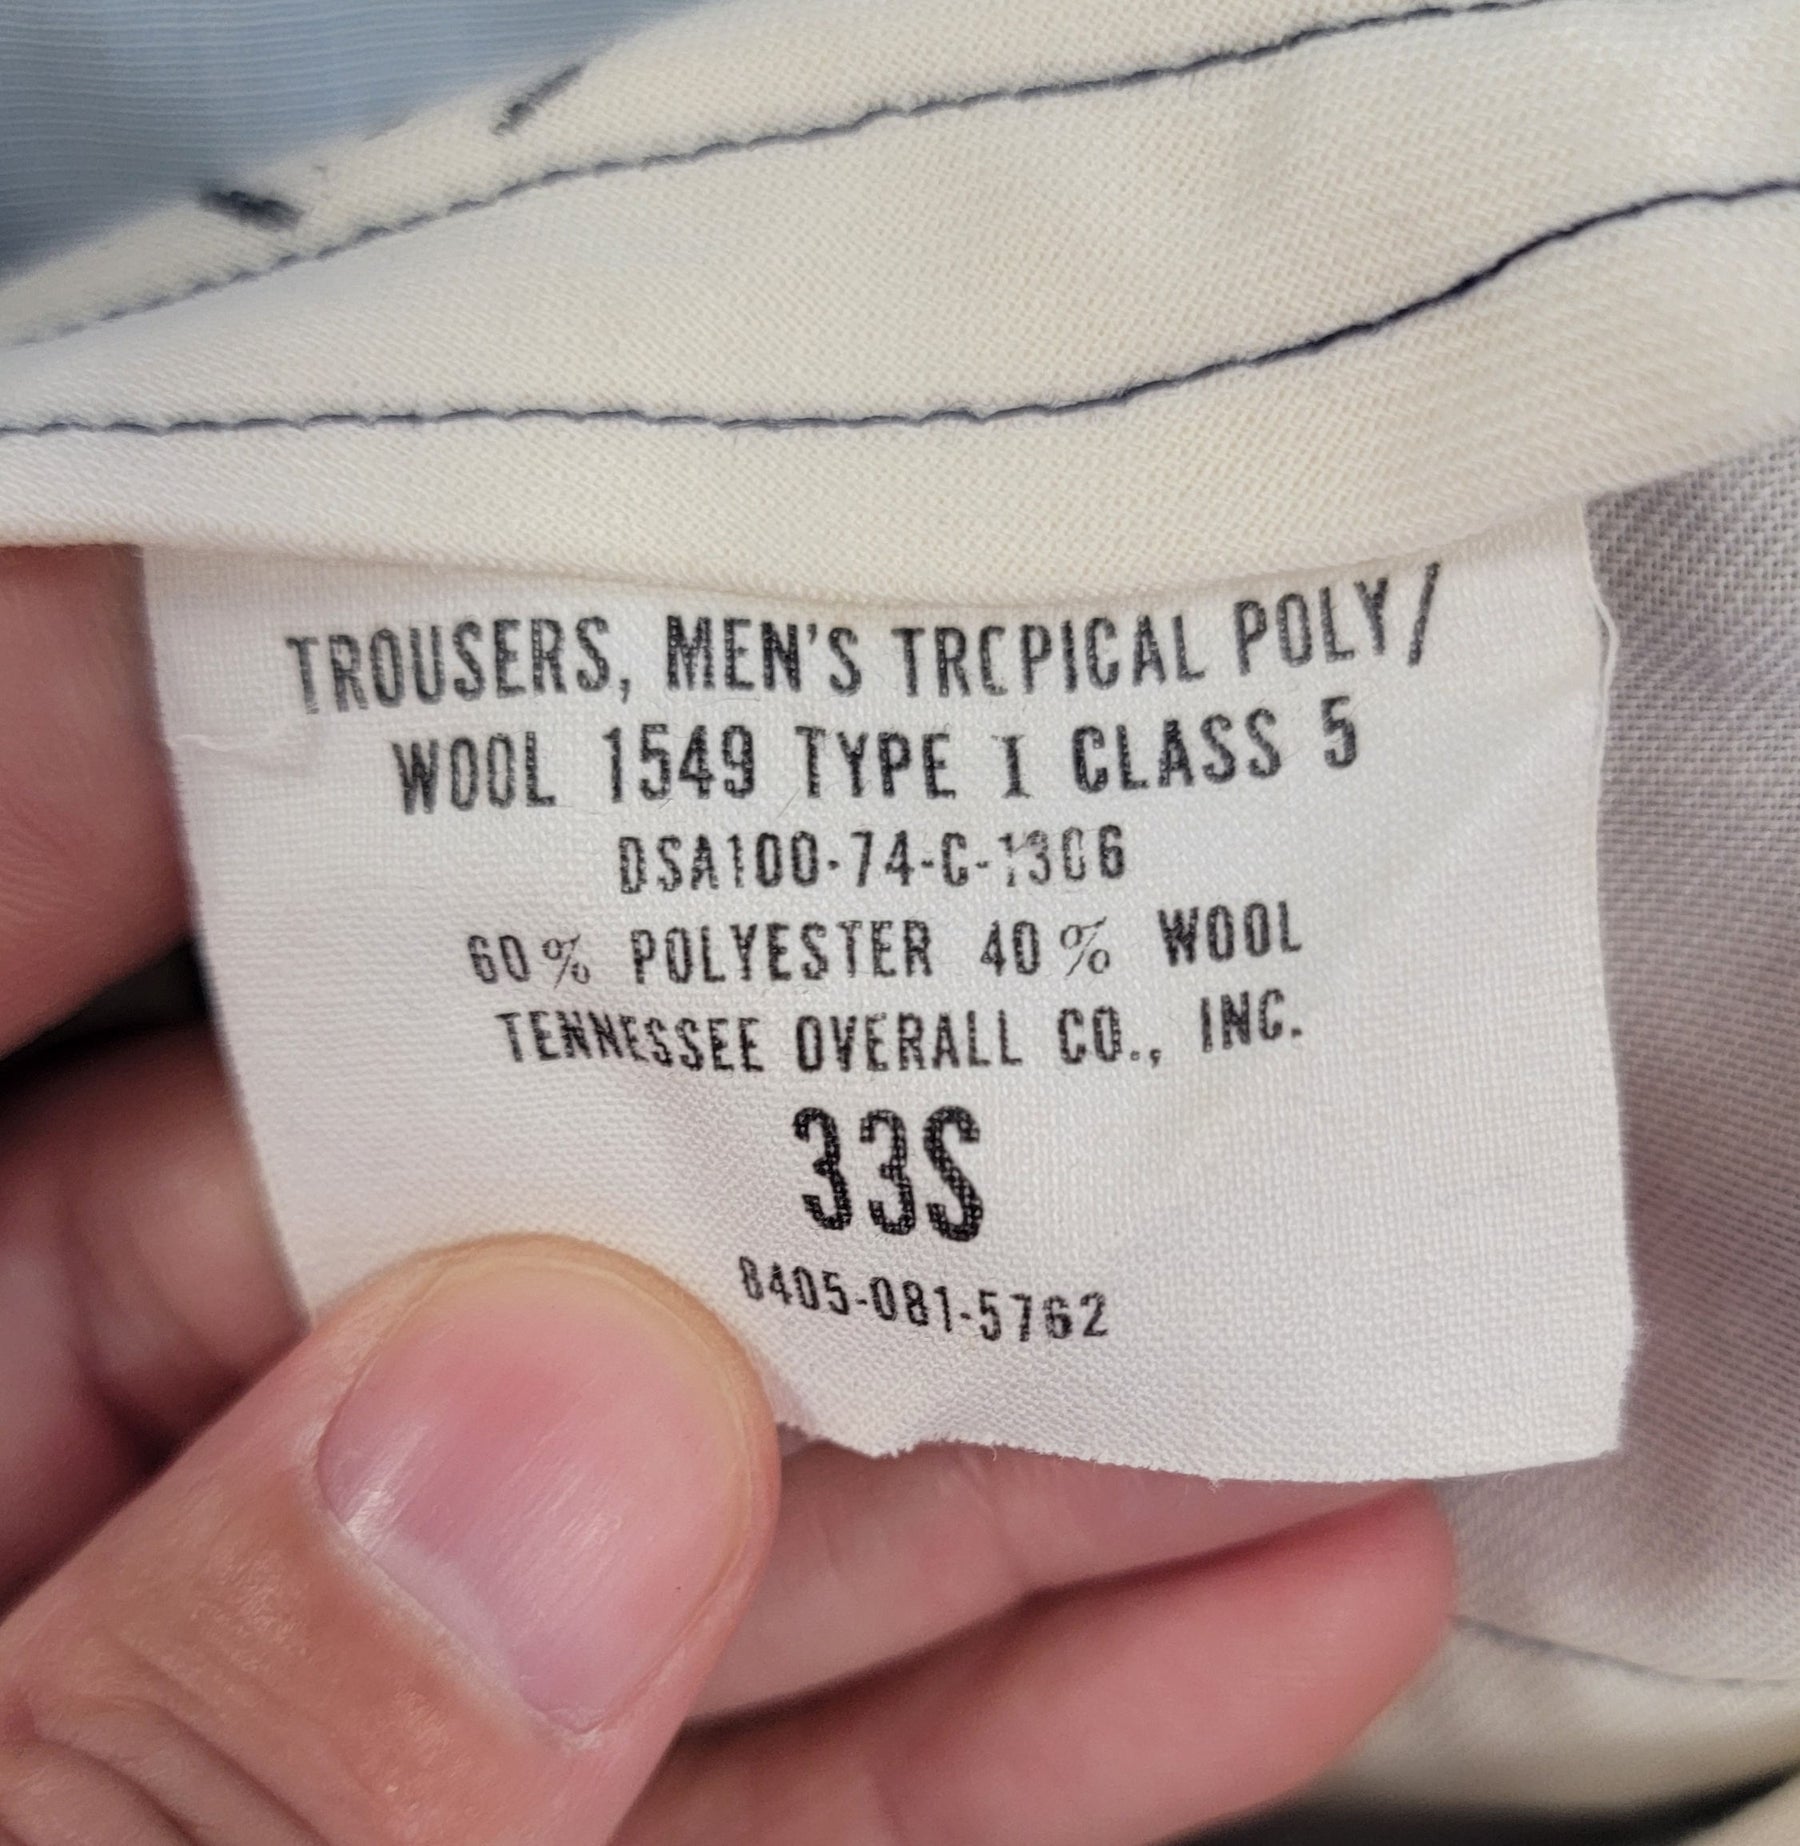 TROUSERS, MEN'S TROPICAL POLY/
WOOL 1549 TYPE I CLASS 5
DSA100-74-C-1306
60% POLYESTER 40% WOOL
TENNESSEE OVERALL CO., INC.
33S
8405-081-5762